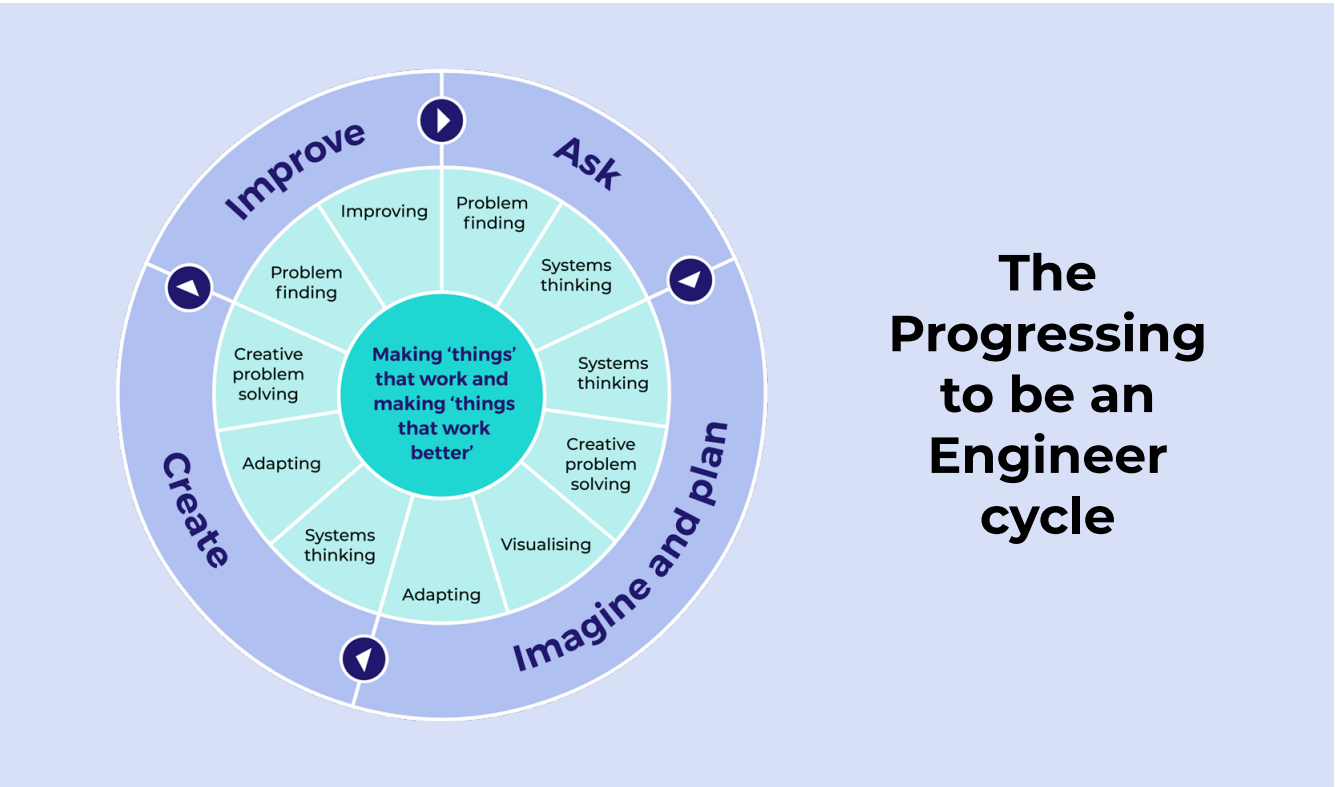 Improve
Ask
Imagine and plan
Create
Improving
Problem
finding
Systems
thinking
Systems
thinking
Creative
problem
solving
Visualising
Adapting
Systems
thinking
Adapting
Creative
problem
solving
Problem
finding
Making ‘things’
that work and
making ‘things
that work
better’
The
Progressing
to be an
Engineer
cycle